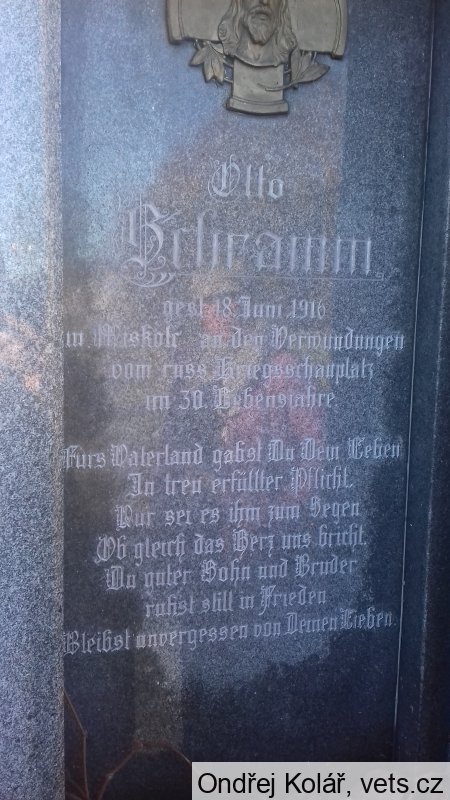 Otto
Schramm
gest. 18. Juni 1916
in Miskolc an den Verwundungen
vom russ. Kriegsschauplatz
im 30. Lebensjahre.
Fürs Vaterland gabst Du Dein Leben
In treu erfüllter Pflicht,
Nur sei es ihm zum Segen
Ob gleich das Herz uns bricht.
Du guter Sohn und Bruder
ruhst still in Frieden
Bleibst unvergessen von Deinen Lieben.
Ondřej Kolář, vets.cz